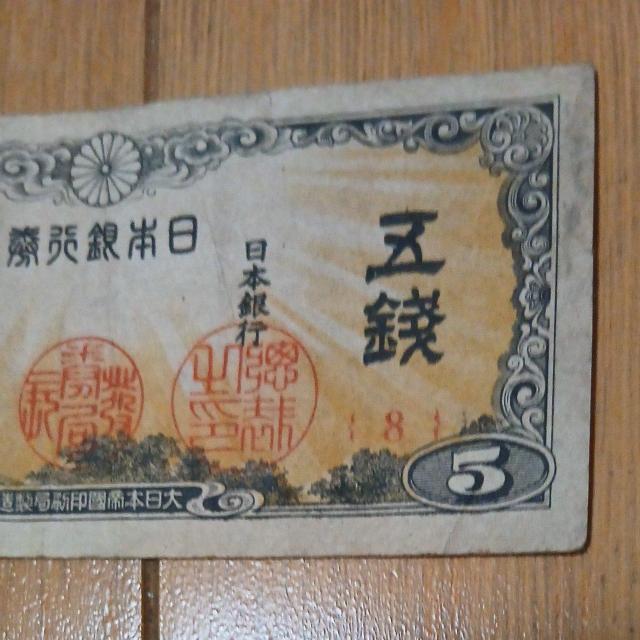 日本銀行券
日本銀行
五錢
{ 8 }
5
大日本帝國印刷局製造